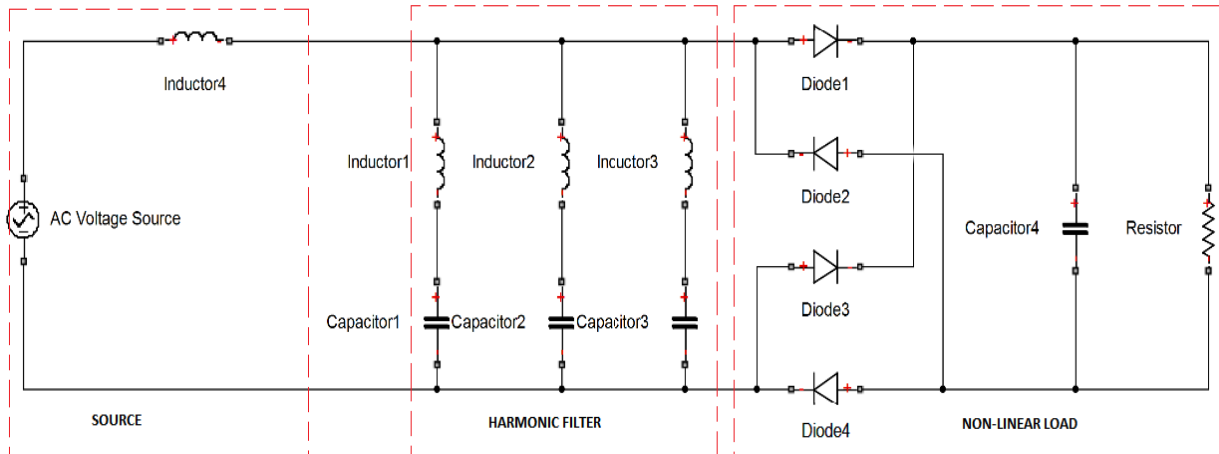 Inductor4
Diode1
Inductor1
Inductor2
Incuctor3
Diode2
AC Voltage Source
Capacitor4
Resistor
Diode3
Capacitor1
Capacitor2
Capacitor3
Diode4
SOURCE
HARMONIC FILTER
NON-LINEAR LOAD